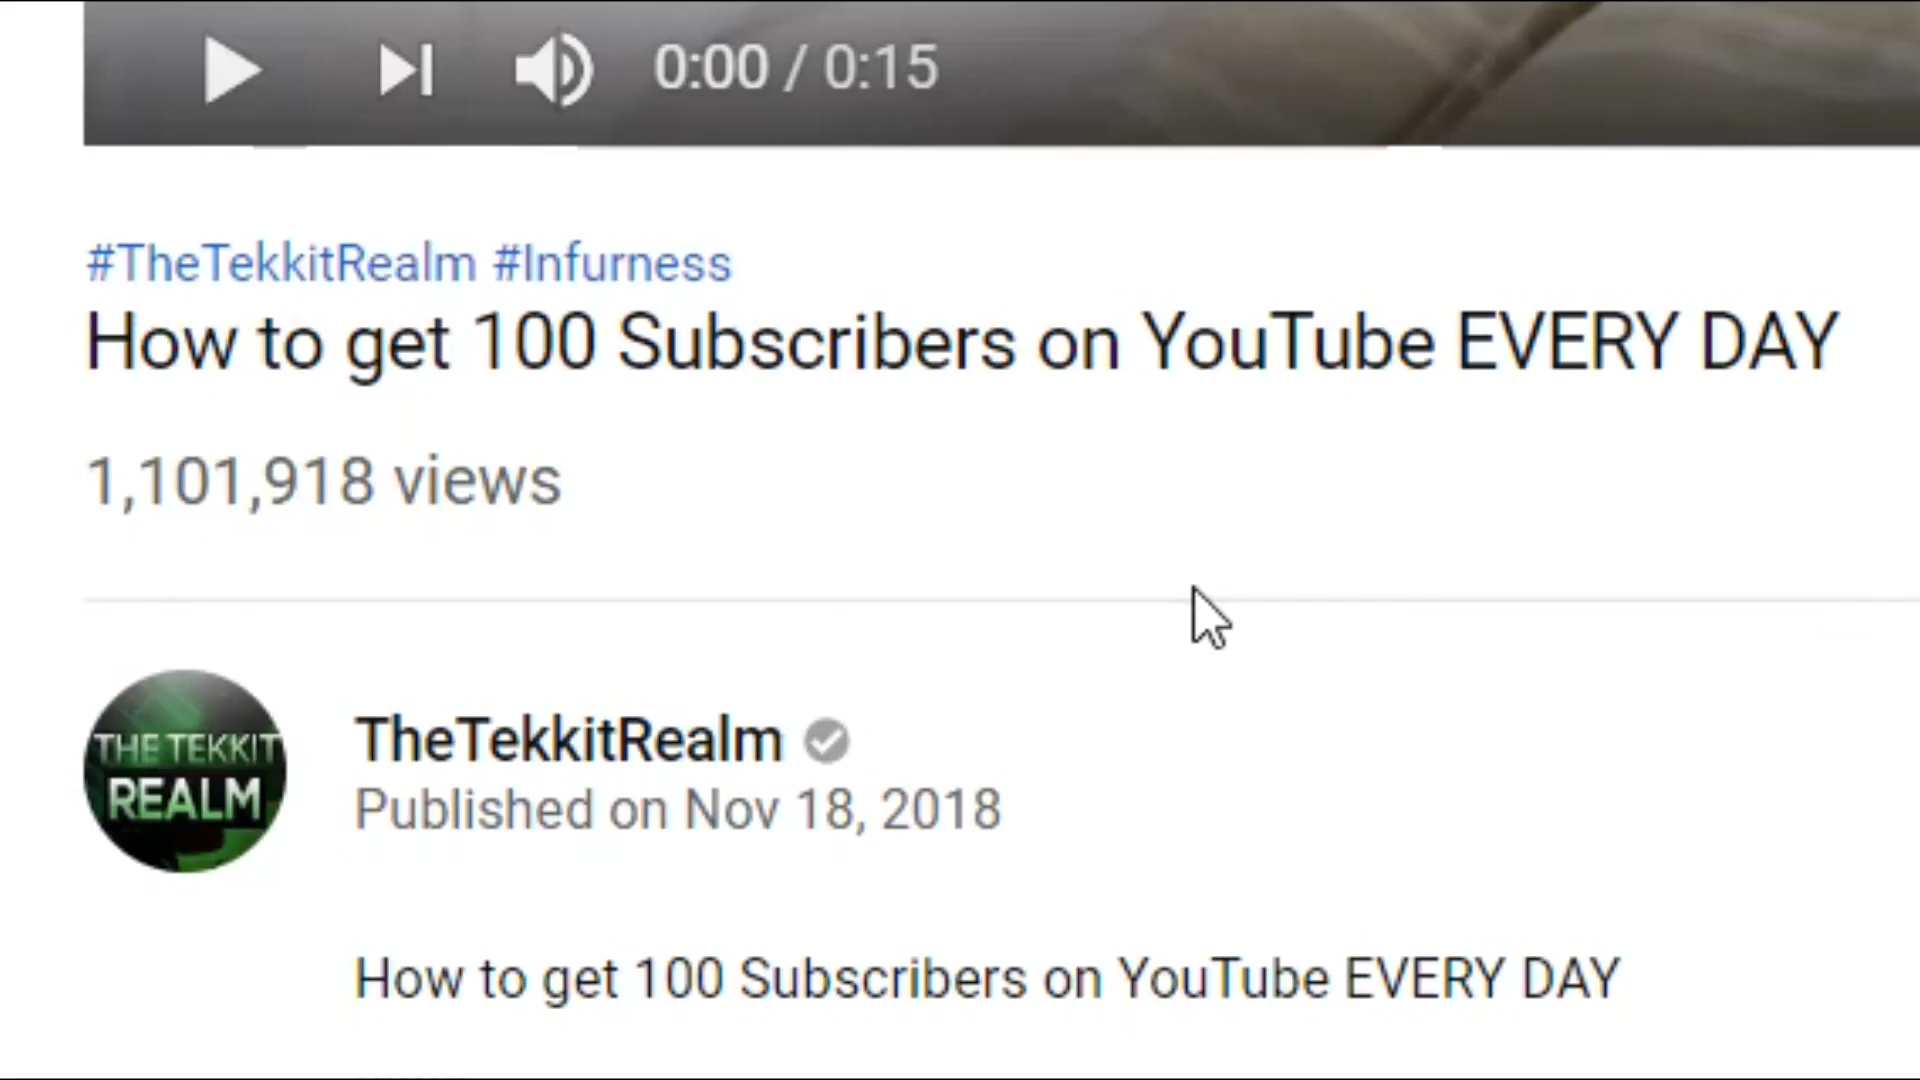 0:00 / 0:15
#TheTekkitRealm #Infurness
How to get 100 Subscribers on YouTube EVERY DAY
1,101,918 views
THE TEKKIT
REALM
TheTekkitRealm
Published on Nov 18, 2018
How to get 100 Subscribers on YouTube EVERY DAY